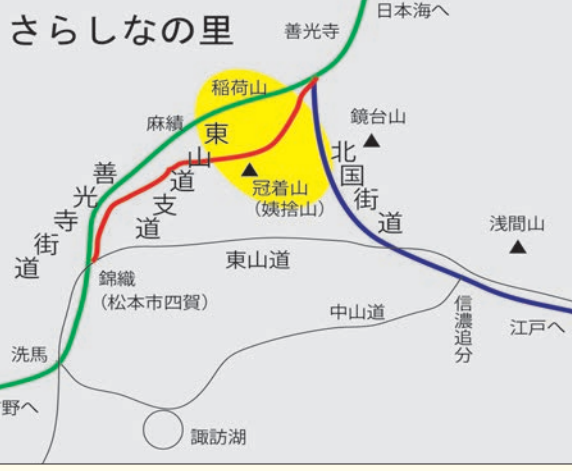 さらしなの里
日本海へ
善光寺
稲荷山
麻績
鏡台山
東山道支道
冠着山
（姨捨山）
北国街道
善光寺街道
浅間山
東山道
錦織
（松本市四賀）
中山道
信濃追分
江戸へ
洗馬
野へ
諏訪湖